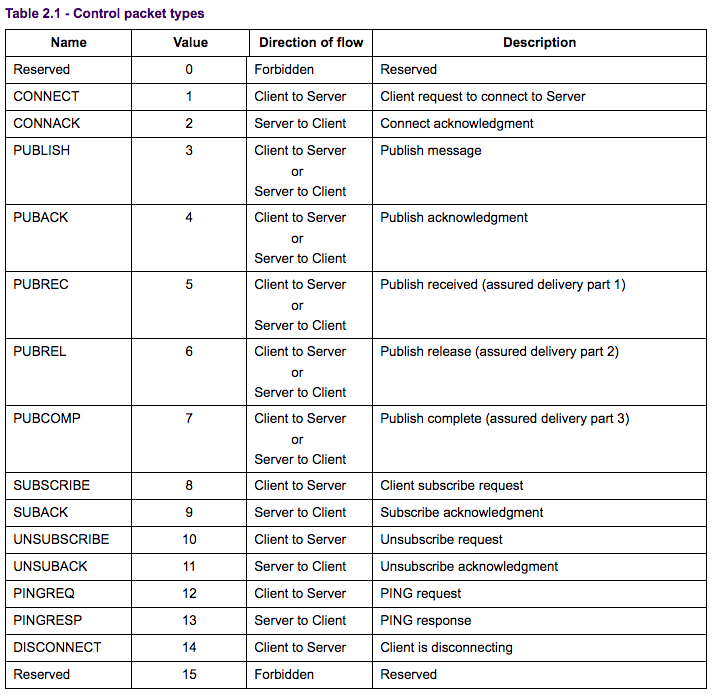 Table 2.1 - Control packet types
Name Value Direction of flow Description
Reserved 0 Forbidden Reserved
CONNECT 1 Client to Server Client request to connect to Server
CONNACK 2 Server to Client Connect acknowledgment
PUBLISH 3 Client to Server Publish message
or
Server to Client
PUBACK 4 Client to Server Publish acknowledgment
or
Server to Client
PUBREC 5 Client to Server Publish received (assured delivery part 1)
or
Server to Client
PUBREL 6 Client to Server Publish release (assured delivery part 2)
or
Server to Client
PUBCOMP 7 Client to Server Publish complete (assured delivery part 3)
or
Server to Client
SUBSCRIBE 8 Client to Server Client subscribe request
SUBACK 9 Server to Client Subscribe acknowledgment
UNSUBSCRIBE 10 Client to Server Unsubscribe request
UNSUBACK 11 Server to Client Unsubscribe acknowledgment
PINGREQ 12 Client to Server PING request
PINGRESP 13 Server to Client PING response
DISCONNECT 14 Client to Server Client is disconnecting
Reserved 15 Forbidden Reserved